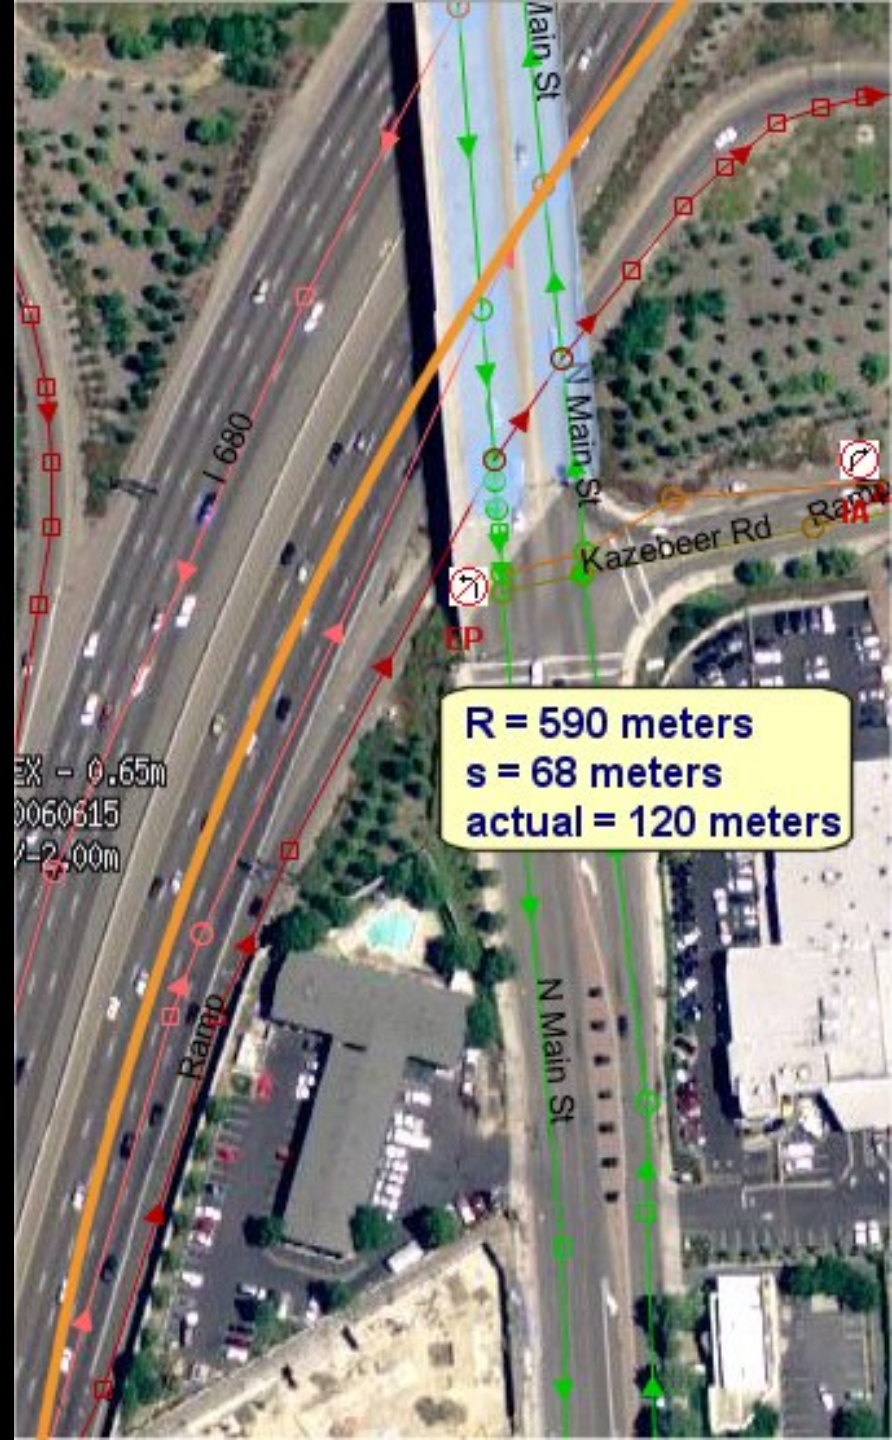 Main St
I 680
N Main St
Ramp
IA
Kazebeer Rd
EP
R = 590 meters
s = 68 meters
actual = 120 meters
EX - 0.65m
0060615
/-2.00m
N Main St
Ramp